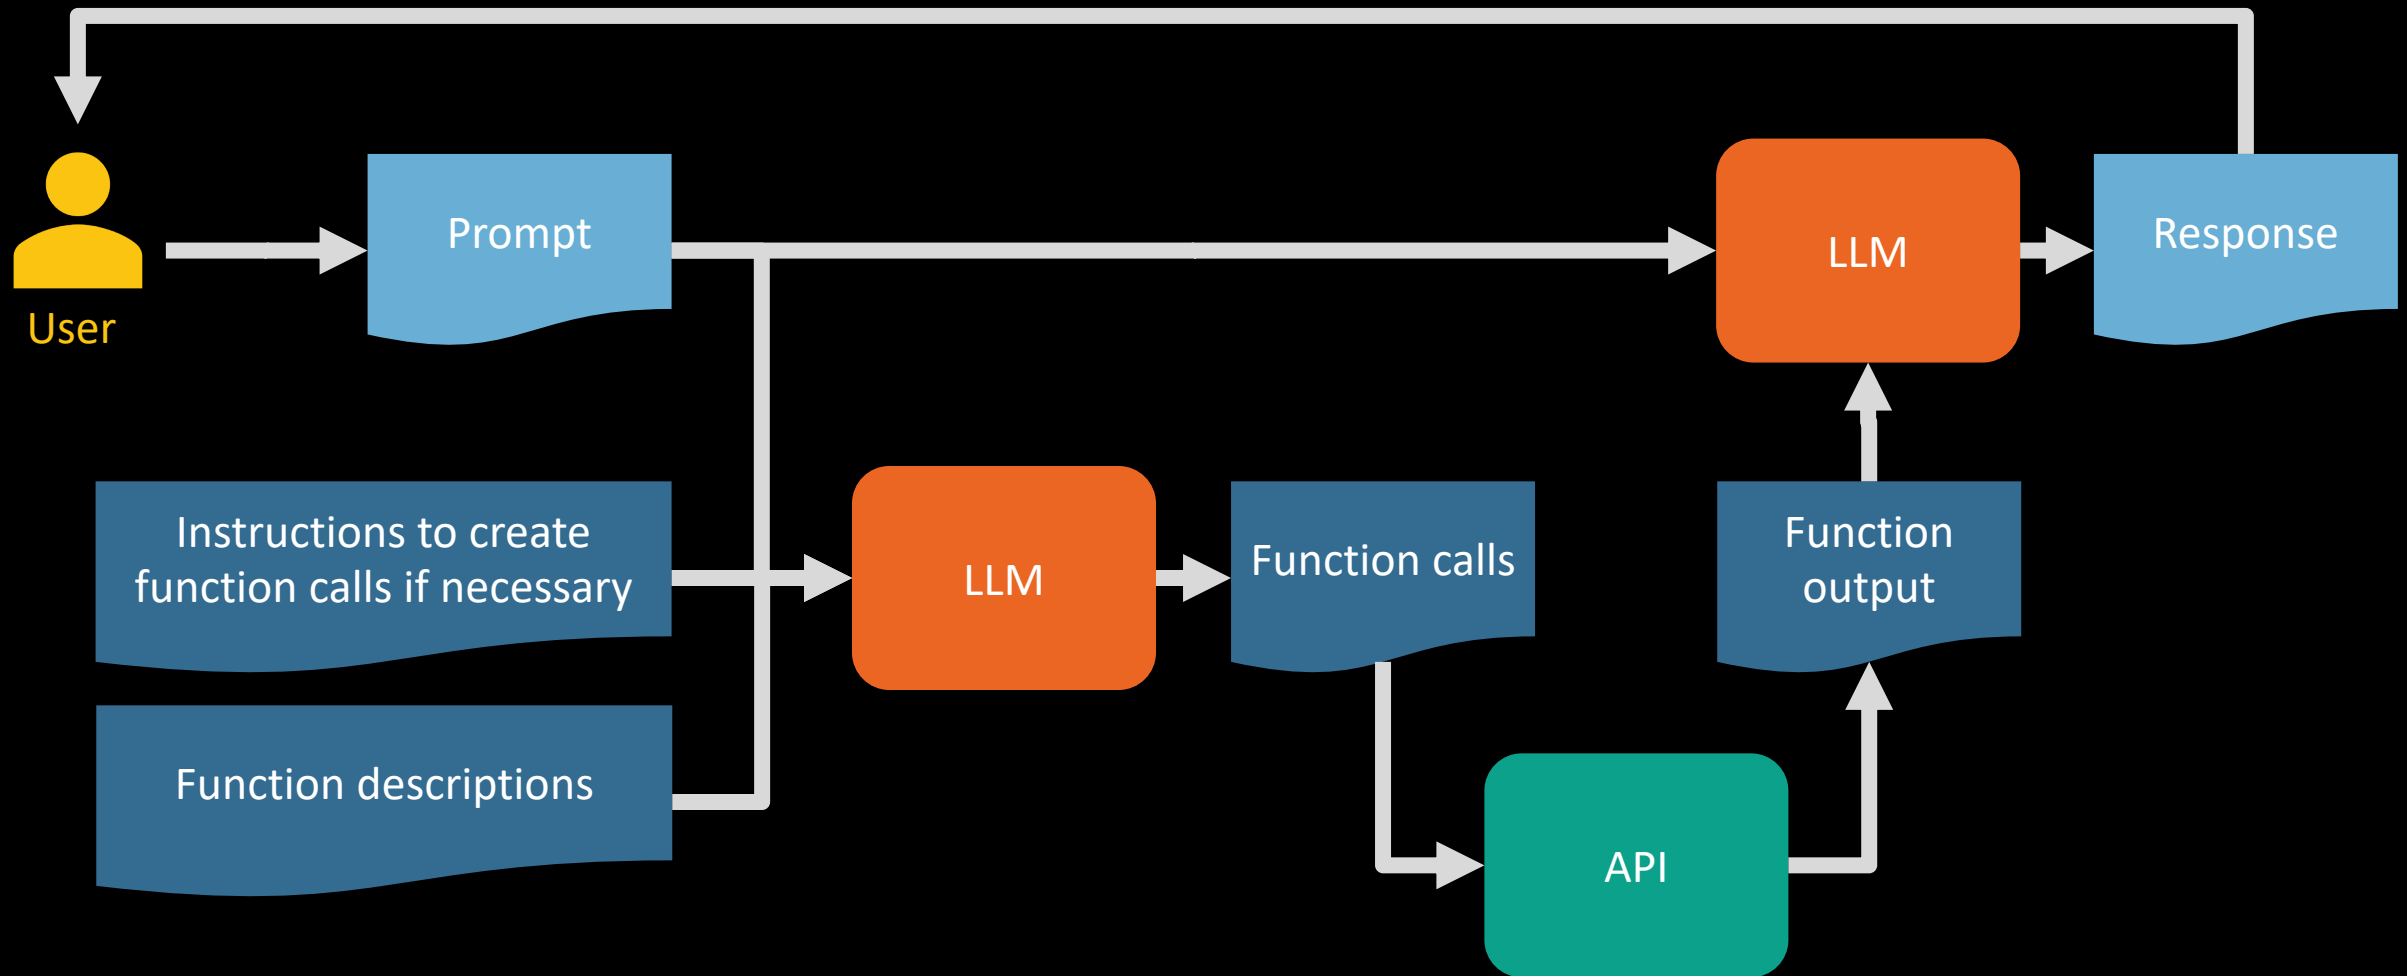 Prompt
LLM
Response
User
Instructions to create
function calls if necessary
LLM
Function calls
Function
output
Function descriptions
API